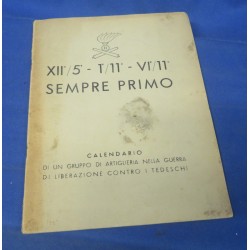 XII°/5° - T/11° - VI°/11°
SEMPRE PRIMO
CALENDARIO
DI UN GRUPPO DI ARTIGLIERIA NELLA GUERRA
DI LIBERAZIONE CONTRO I TEDESCHI